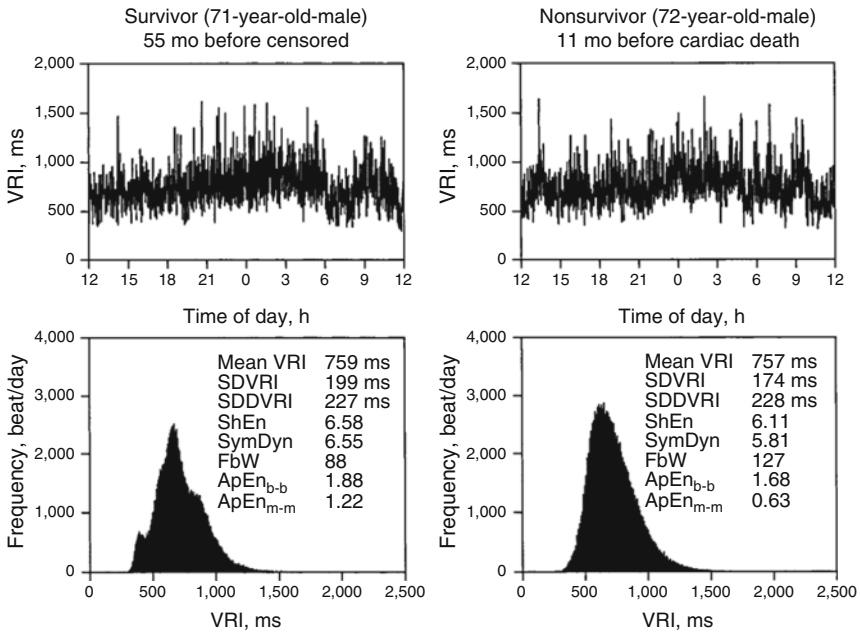 Survivor (71-year-old-male)
55 mo before censored
2,000
1,500
1,000
500
0
VRI, ms
12 15 18 21 0 3 6 9 12
Time of day, h
Nonsurvivor (72-year-old-male)
11 mo before cardiac death
2,000
1,500
1,000
500
0
VRI, ms
12 15 18 21 0 3 6 9 12
Time of day, h
4,000
3,000
2,000
1,000
0
Frequency, beat/day
Mean VRI 759 ms
SDVRI 199 ms
SDDVRI 227 ms
ShEn 6.58
SymDyn 6.55
FbW 88
ApEn b-b 1.88
ApEn m-m 1.22
0 500 1,000 1,500 2,000 2,500
VRI, ms
4,000
3,000
2,000
1,000
0
Frequency, beat/day
Mean VRI 757 ms
SDVRI 174 ms
SDDVRI 228 ms
ShEn 6.11
SymDyn 5.81
FbW 127
ApEn b-b 1.68
ApEn m-m 0.63
0 500 1,000 1,500 2,000 2,500
VRI, ms